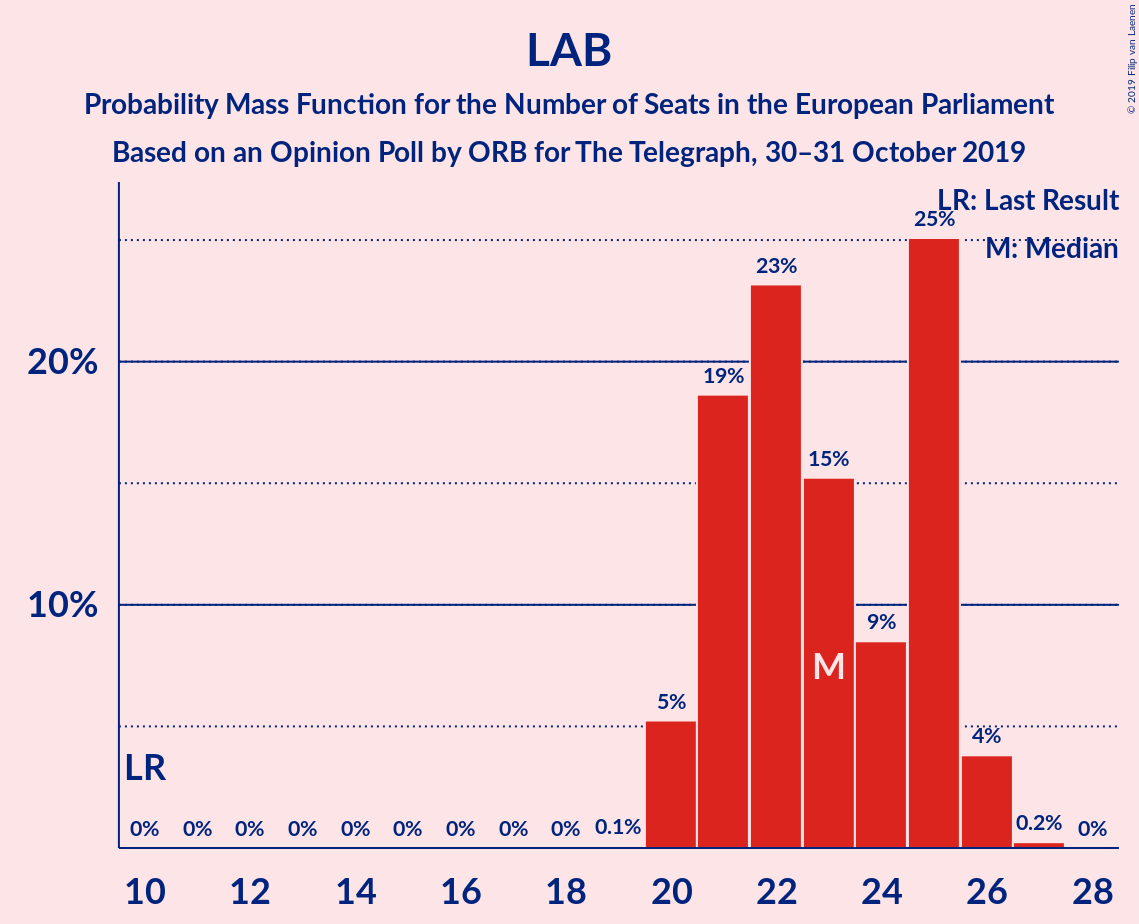 LAB
Probability Mass Function for the Number of Seats in the European Parliament
Based on an Opinion Poll by ORB for The Telegraph, 30–31 October 2019
© 2019 Filip van Laenen
LR: Last Result
M: Median
25%
23%
20%
19%
15%
10%
9%
M
5%
4%
LR
0% 0% 0% 0% 0% 0% 0% 0% 0% 0.1% 0.2% 0%
10 12 14 16 18 20 22 24 26 28